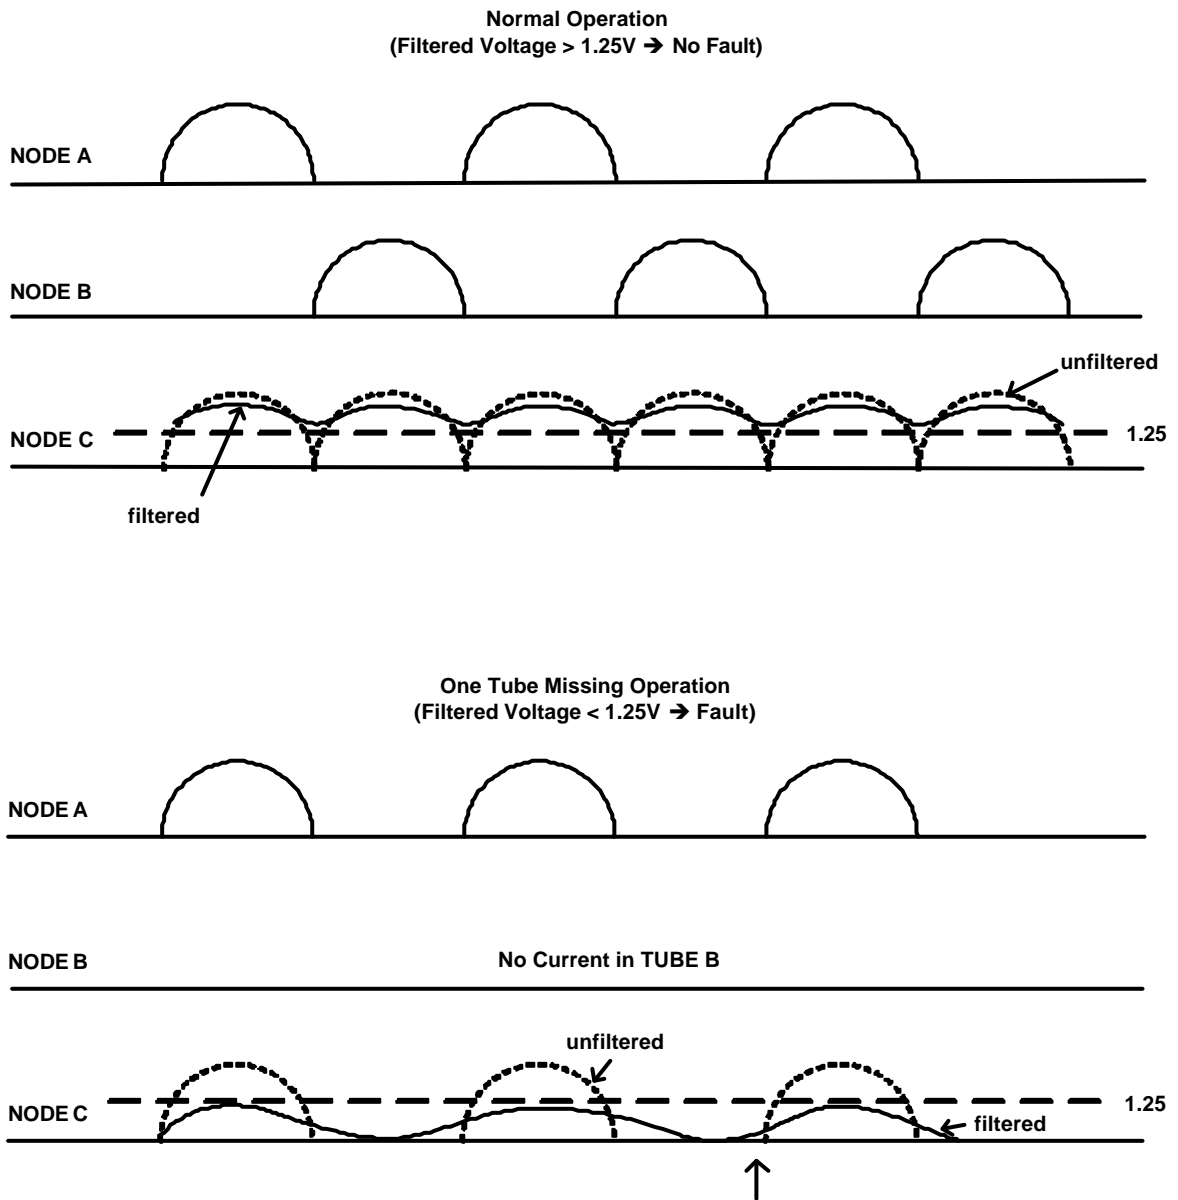 Normal Operation
(Filtered Voltage > 1.25V → No Fault)
NODE A
NODE B
unfiltered
NODE C
1.25
filtered
One Tube Missing Operation
(Filtered Voltage < 1.25V → Fault)
NODE A
NODE B
No Current in TUBE B
unfiltered
NODE C
1.25
filtered